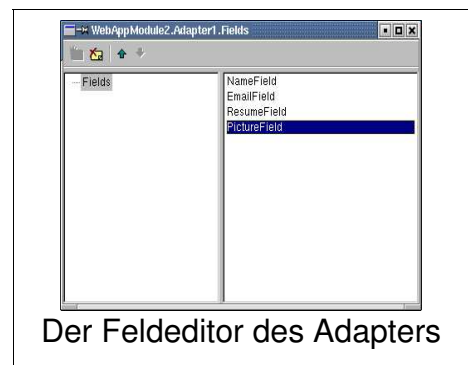 WebAppModule2.Adapter1.Fields
Fields
NameField
EmailField
ResumeField
PictureField
Der Feldeditor des Adapters